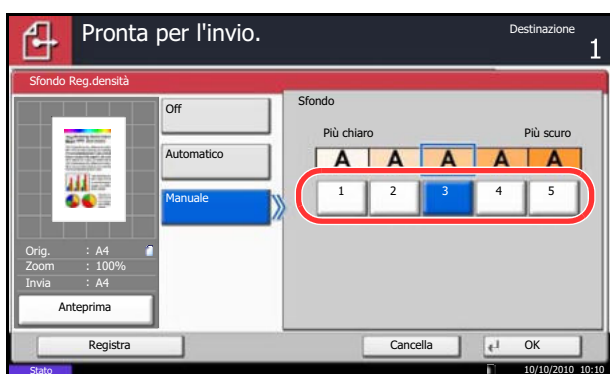 Pronta per l'invio.
Destinazione
1
Sfondo Reg.densità
Off
Automatico
Manuale
Sfondo
Più chiaro
Più scuro
A A A A A
1 2 3 4 5
Orig. : A4
Zoom : 100%
Invia : A4
Anteprima
Registra
Cancella
OK
Stato
10/10/2010 10:10